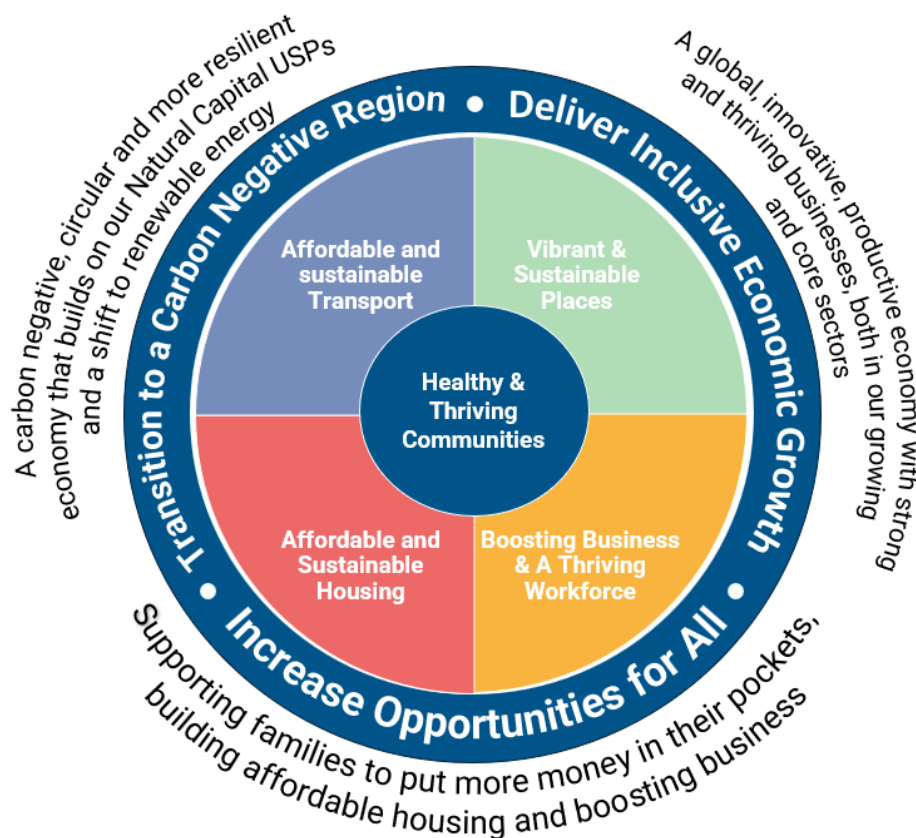 A carbon negative, circular and more resilient
economy that builds on our Natural Capital USPs
and a shift to renewable energy
A global, innovative, productive economy with strong
and thriving businesses, both in our growing
and core sectors
Transition to a Carbon Negative Region • Deliver Inclusive Economic Growth •
Increase Opportunities for All •
Affordable and
sustainable
Transport
Vibrant &
Sustainable
Places
Healthy &
Thriving
Communities
Affordable and
Sustainable
Housing
Boosting Business
& A Thriving
Workforce
Supporting families to put more money in their pockets,
building affordable housing and boosting business